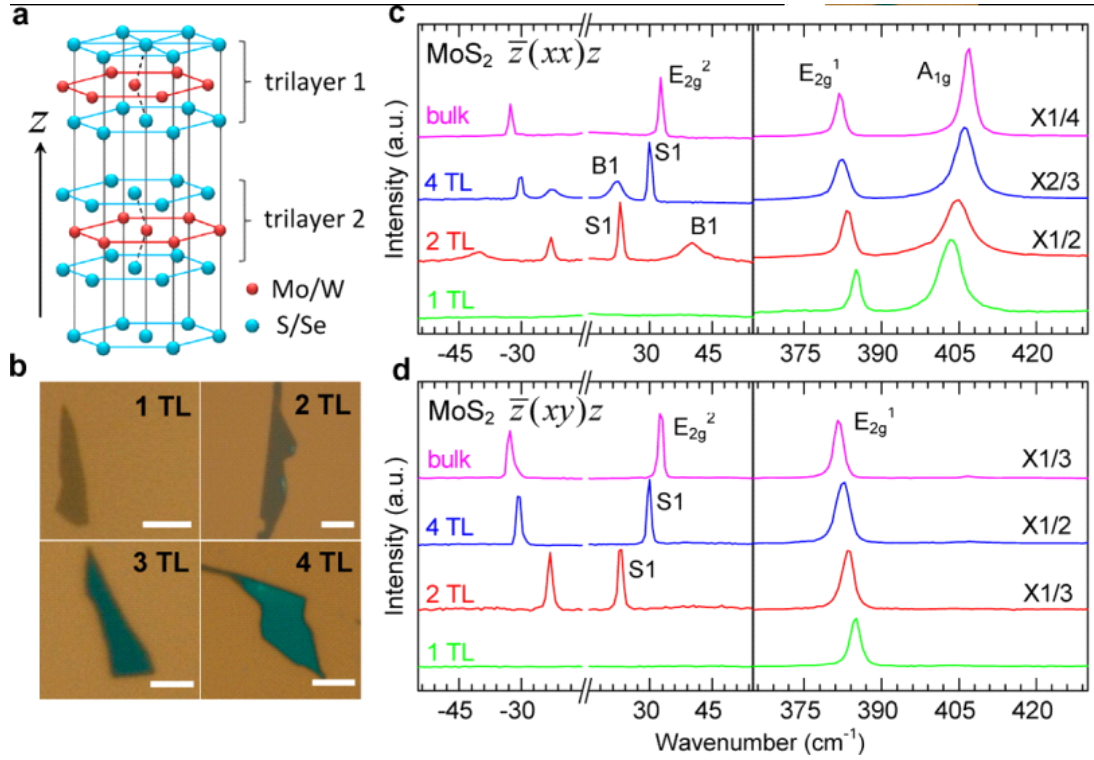 a
z
trilayer 1
trilayer 2
Mo/W
S/Se
b
1 TL
2 TL
3 TL
4 TL
c
MoS₂ z̅(xx)z
E₂g²
E₂g¹
A₁g
bulk
X1/4
S1
B1
4 TL
X2/3
S1
B1
2 TL
X1/2
1 TL
Intensity (a.u.)
-45 -30 30 45 375 390 405 420
d
MoS₂ z̅(xy)z
E₂g²
E₂g¹
bulk
X1/3
S1
4 TL
X1/2
S1
2 TL
X1/3
1 TL
Intensity (a.u.)
-45 -30 30 45 375 390 405 420
Wavenumber (cm⁻¹)